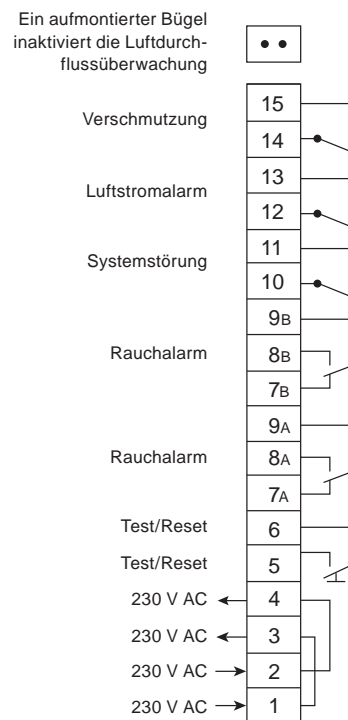 Ein aufmontierter Bügel
inaktiviert die Luftdurch-
flussüberwachung
15
Verschmutzung
14
13
Luftstromalarm
12
11
Systemstörung
10
9B
Rauchalarm 8B
7B
9A
Rauchalarm 8A
7A
Test/Reset 6
Test/Reset 5
230 V AC 4
230 V AC 3
230 V AC 2
230 V AC 1